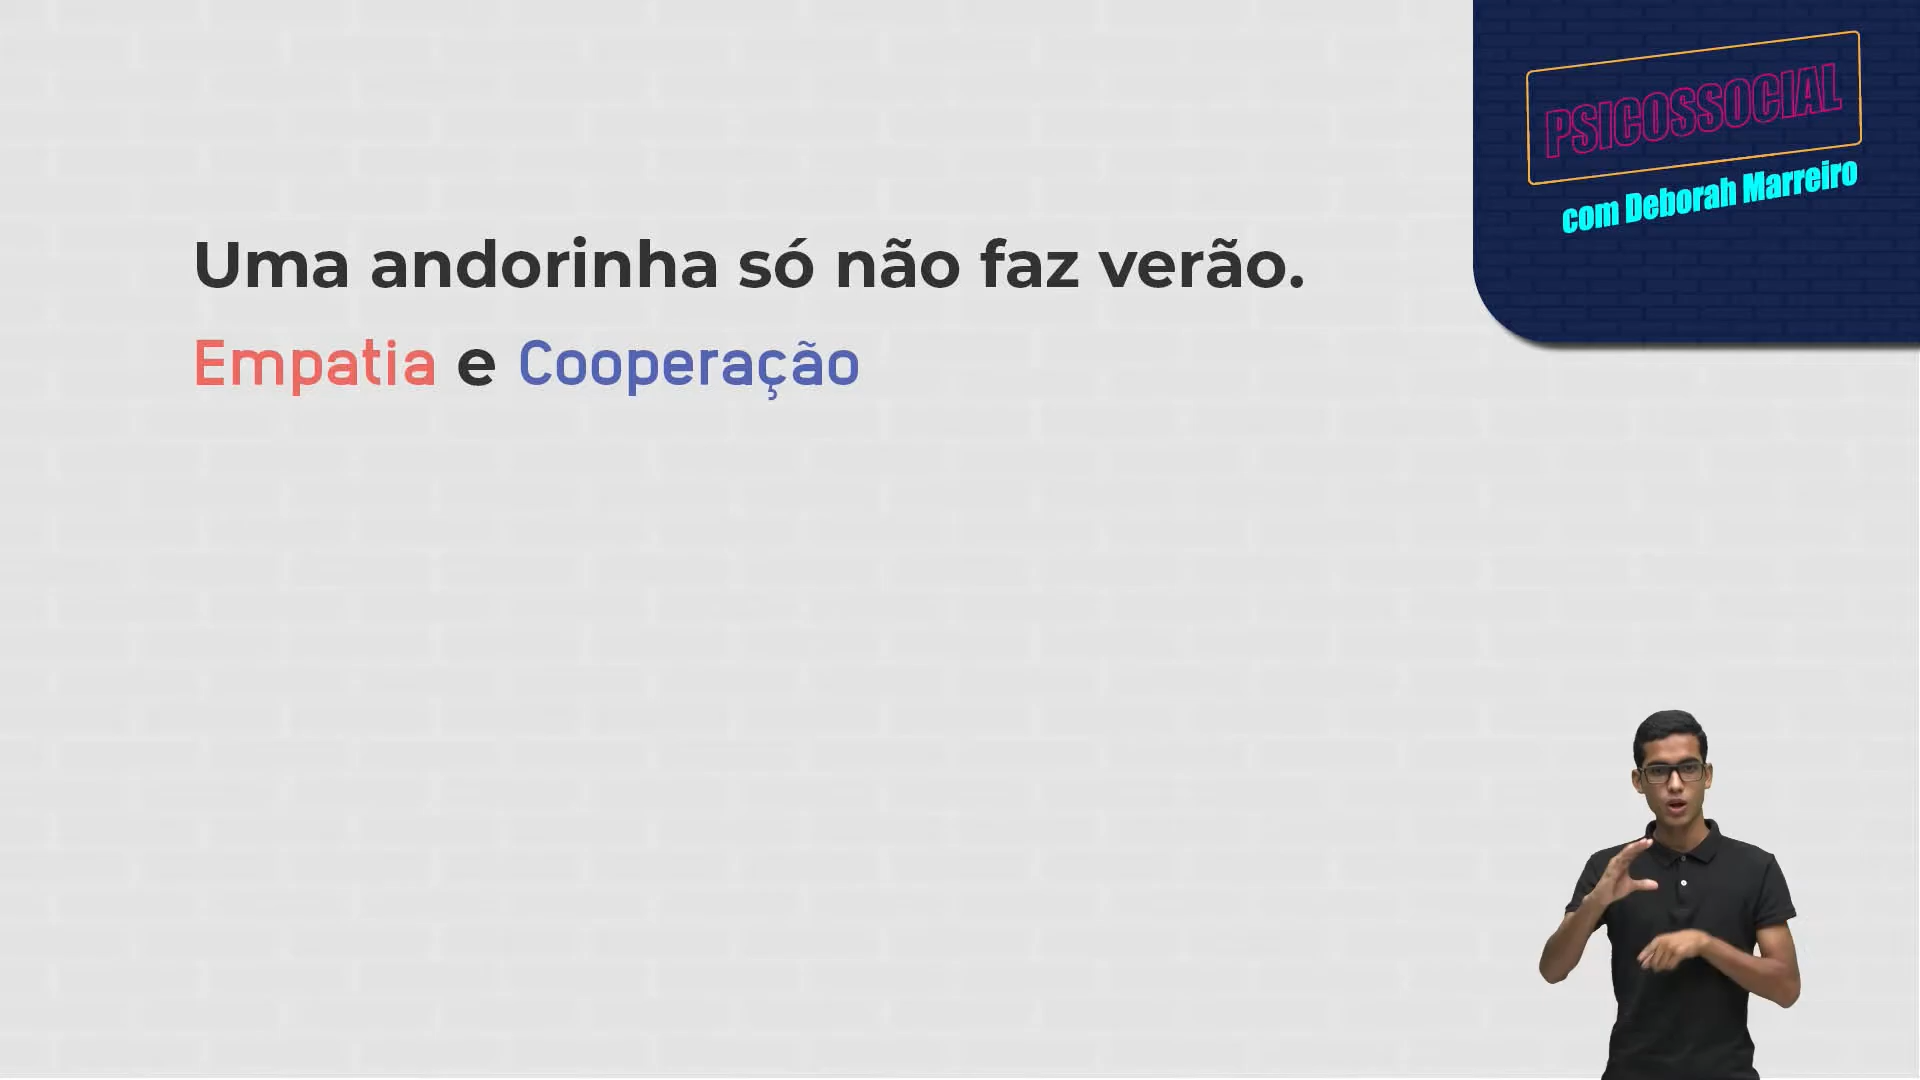 Uma andorinha só não faz verão.
Empatia e Cooperação
PSICOSSOCIAL
com Deborah Marreiro